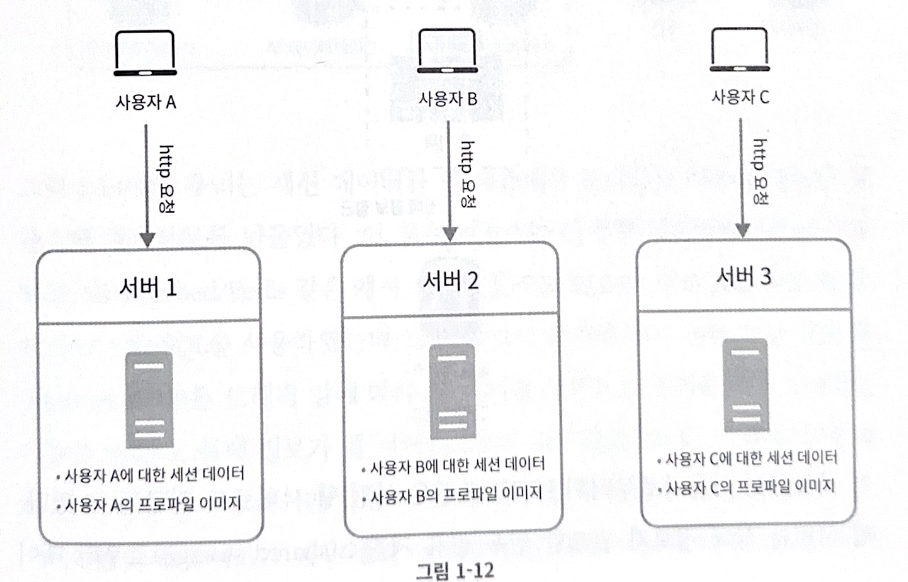 사용자 A
사용자 B
사용자 C
http 요청
http 요청
http 요청
서버 1
서버 2
서버 3
• 사용자 A에 대한 세션 데이터
• 사용자 A의 프로파일 이미지
• 사용자 B에 대한 세션 데이터
• 사용자 B의 프로파일 이미지
• 사용자 C에 대한 세션 데이터
• 사용자 C의 프로파일 이미지
그림 1-12